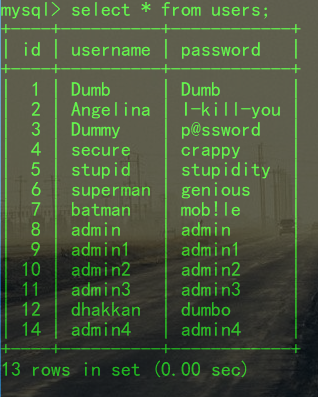 mysql> select * from users;
+----+----------+------------+
| id | username | password   |
+----+----------+------------+
|  1 | Dumb     | Dumb       |
|  2 | Angelina | I-kill-you |
|  3 | Dummy    | p@ssword   |
|  4 | secure   | crappy     |
|  5 | stupid   | stupidity  |
|  6 | superman | genious    |
|  7 | batman   | mob!le     |
|  8 | admin    | admin      |
|  9 | admin1   | admin1     |
| 10 | admin2   | admin2     |
| 11 | admin3   | admin3     |
| 12 | dhakkan  | dumbo      |
| 14 | admin4   | admin4     |
+----+----------+------------+
13 rows in set (0.00 sec)